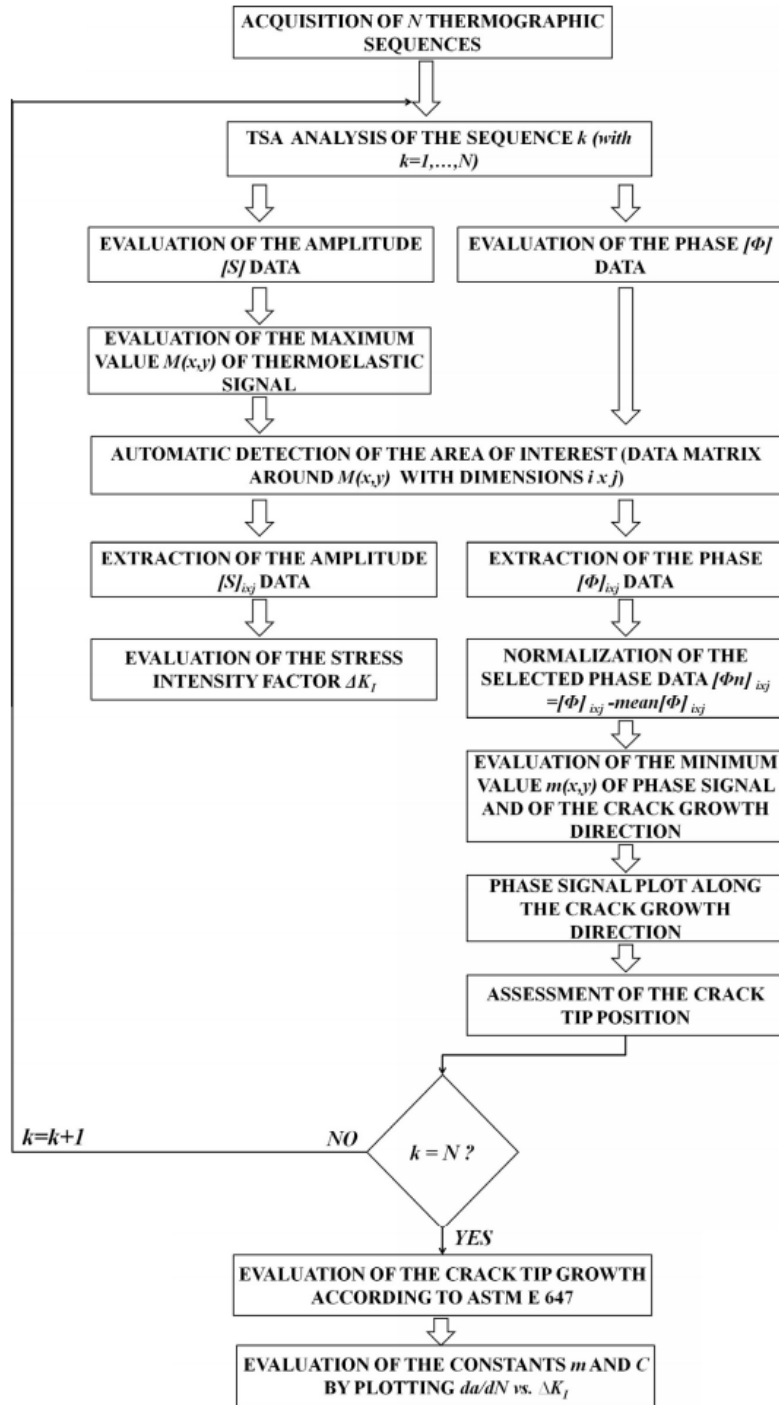 ACQUISITION OF N THERMOGRAPHIC
SEQUENCES
TSA ANALYSIS OF THE SEQUENCE k (with
k=1,...,N)
EVALUATION OF THE AMPLITUDE
[S] DATA
EVALUATION OF THE PHASE [Φ]
DATA
EVALUATION OF THE MAXIMUM
VALUE M(x,y) OF THERMOELASTIC
SIGNAL
AUTOMATIC DETECTION OF THE AREA OF INTEREST (DATA MATRIX
AROUND M(x,y) WITH DIMENSIONS i x j)
EXTRACTION OF THE AMPLITUDE
[S]ixj DATA
EXTRACTION OF THE PHASE
[Φ]ixj DATA
EVALUATION OF THE STRESS
INTENSITY FACTOR ΔKI
NORMALIZATION OF THE
SELECTED PHASE DATA [Φn] ixj
=[Φ] ixj -mean[Φ] ixj
EVALUATION OF THE MINIMUM
VALUE m(x,y) OF PHASE SIGNAL
AND OF THE CRACK GROWTH
DIRECTION
PHASE SIGNAL PLOT ALONG
THE CRACK GROWTH
DIRECTION
ASSESSMENT OF THE CRACK
TIP POSITION
k=k+1
NO
k = N ?
YES
EVALUATION OF THE CRACK TIP GROWTH
ACCORDING TO ASTM E 647
EVALUATION OF THE CONSTANTS m AND C
BY PLOTTING da/dN vs. ΔKI